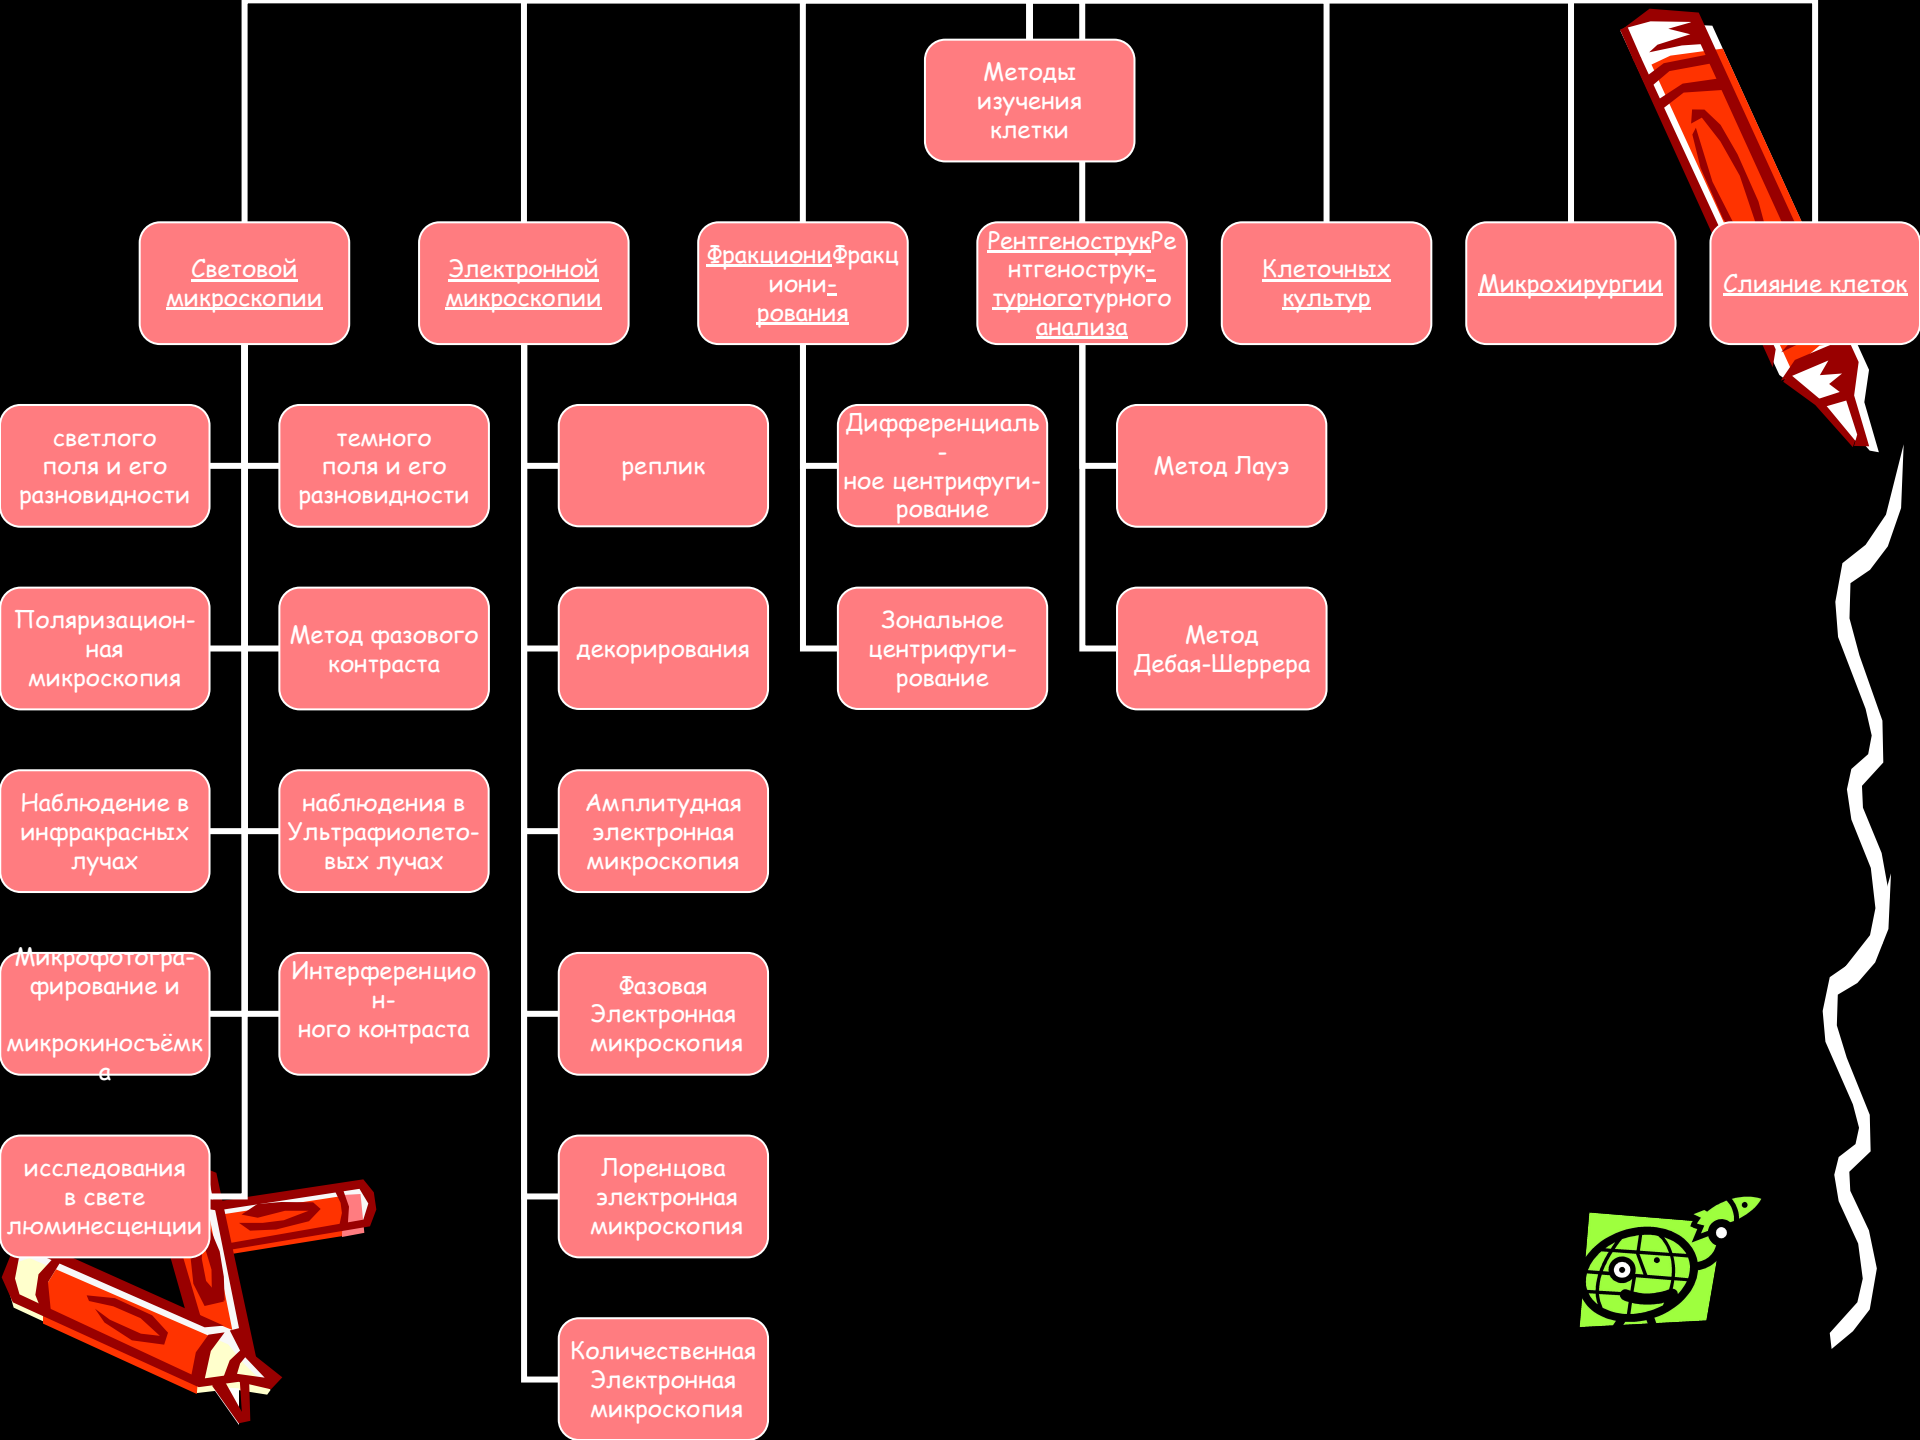 Методы
изучения
клетки
Световой
микроскопии
Электронной
микроскопии
ФракциониФракц
иони-
рования
РентгенострукРе
нтгенострук-
турноготурного
анализа
Клеточных
культур
Микрохирургии
Слияние клеток
светлого
поля и его
разновидности
темного
поля и его
разновидности
реплик
Дифференциаль
-
ное центрифуги-
рование
Метод Лауэ
Поляризацион-
ная
микроскопия
Метод фазового
контраста
декорирования
Зональное
центрифуги-
рование
Метод
Дебая-Шеррера
Наблюдение в
инфракрасных
лучах
наблюдения в
Ультрафиолето-
вых лучах
Амплитудная
электронная
микроскопия
Микрофотогра-
фирование и
микрокиносъёмк
а
Интерференцио
н-
ного контраста
Фазовая
Электронная
микроскопия
исследования
в свете
люминесценции
Лоренцова
электронная
микроскопия
Количественная
Электронная
микроскопия